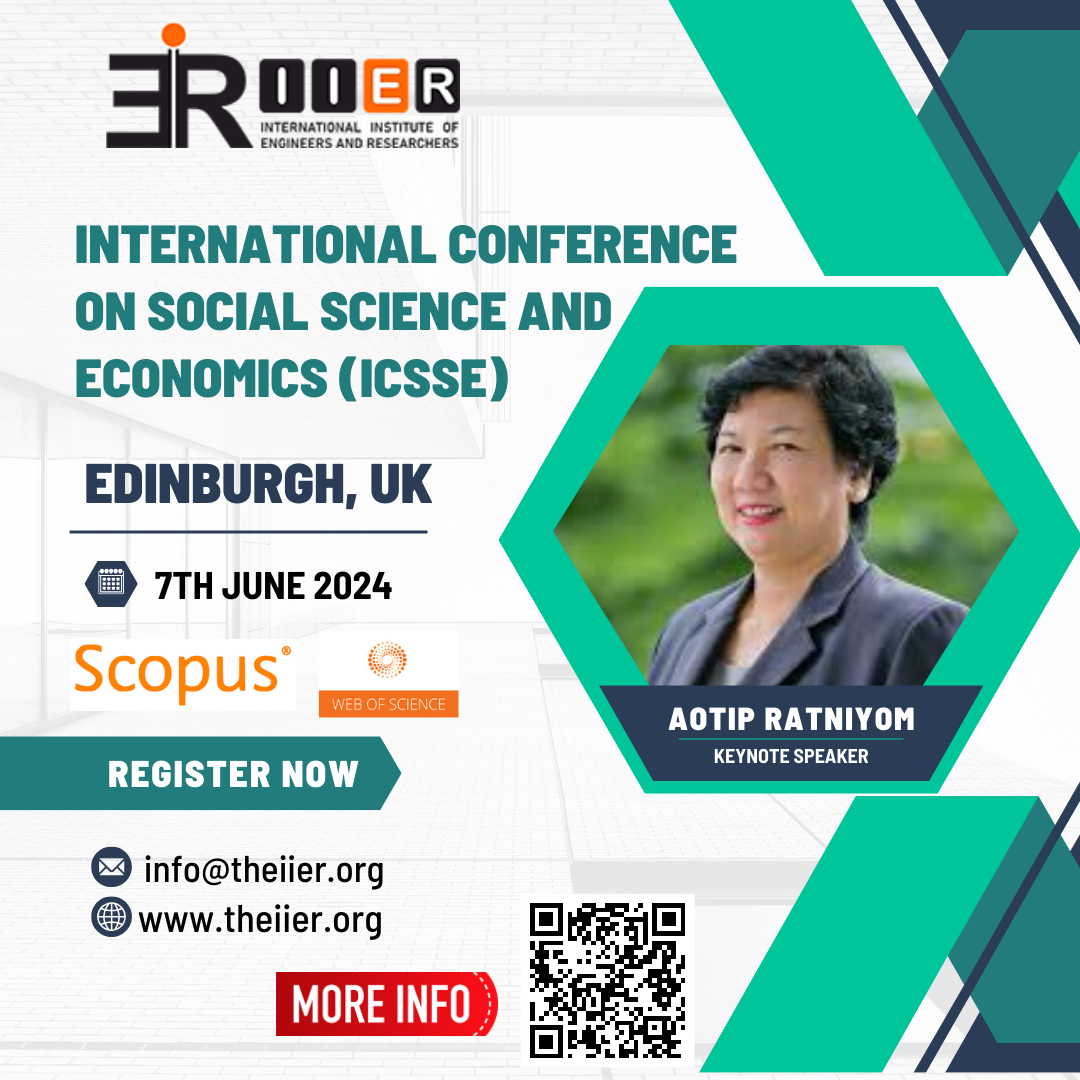 EiR IIER
INTERNATIONAL INSTITUTE OF
ENGINEERS AND RESEARCHERS
INTERNATIONAL CONFERENCE
ON SOCIAL SCIENCE AND
ECONOMICS (ICSSE)
EDINBURGH, UK
7TH JUNE 2024
Scopus®
WEB OF SCIENCE
AOTIP RATNIYOM
KEYNOTE SPEAKER
REGISTER NOW
info@theiier.org
www.theiier.org
MORE INFO